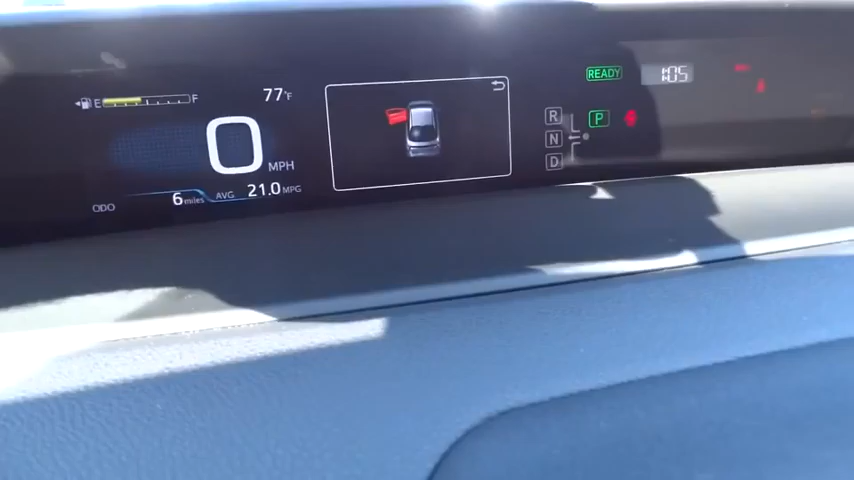 E F
77°F
0 MPH
ODO 6 miles AVG 21.0 MPG
READY
1:05
R
N
D
P